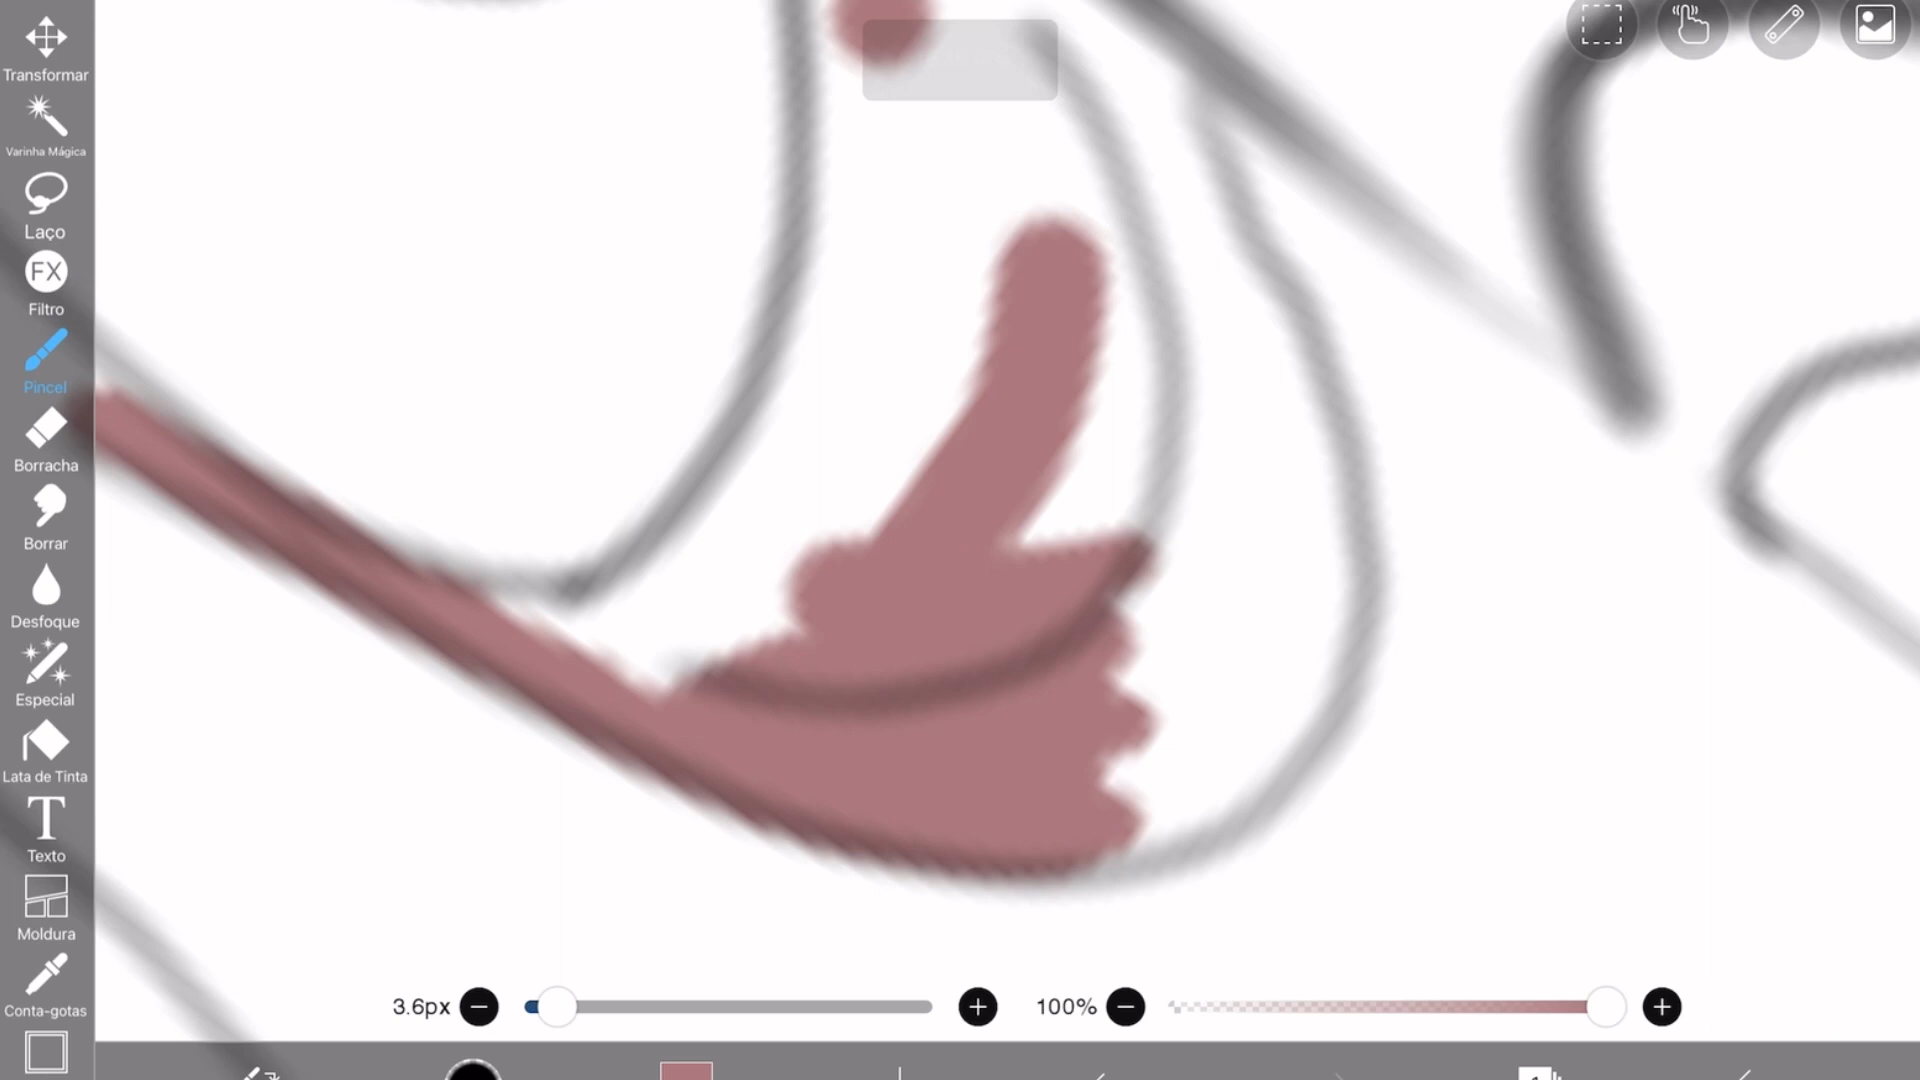 Transformar
Varinha Mágica
Laço
FX
Filtro
Pincel
Borracha
Borrar
Desfoque
Especial
Lata de Tinta
T
Texto
Moldura
Conta-gotas
3.6px
100%